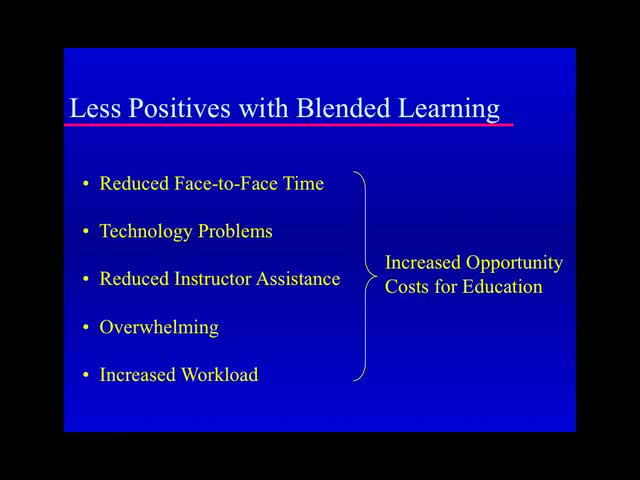 Less Positives with Blended Learning
• Reduced Face-to-Face Time
• Technology Problems
• Reduced Instructor Assistance
• Overwhelming
• Increased Workload
Increased Opportunity
Costs for Education